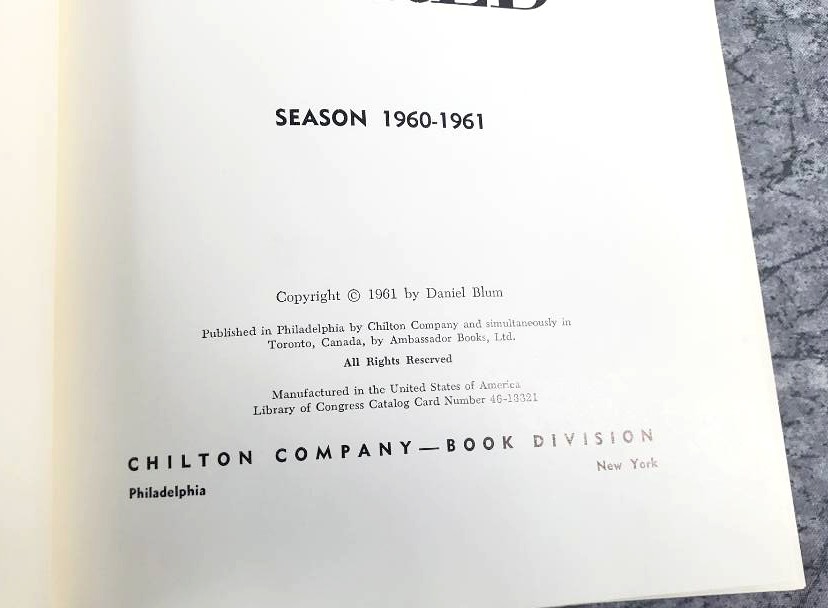 SEASON 1960-1961
Copyright © 1961 by Daniel Blum
Published in Philadelphia by Chilton Company and simultaneously in
Toronto, Canada, by Ambassador Books, Ltd.
All Rights Reserved
Manufactured in the United States of America
Library of Congress Catalog Card Number 46-13321
CHILTON COMPANY—BOOK DIVISION
Philadelphia
New York